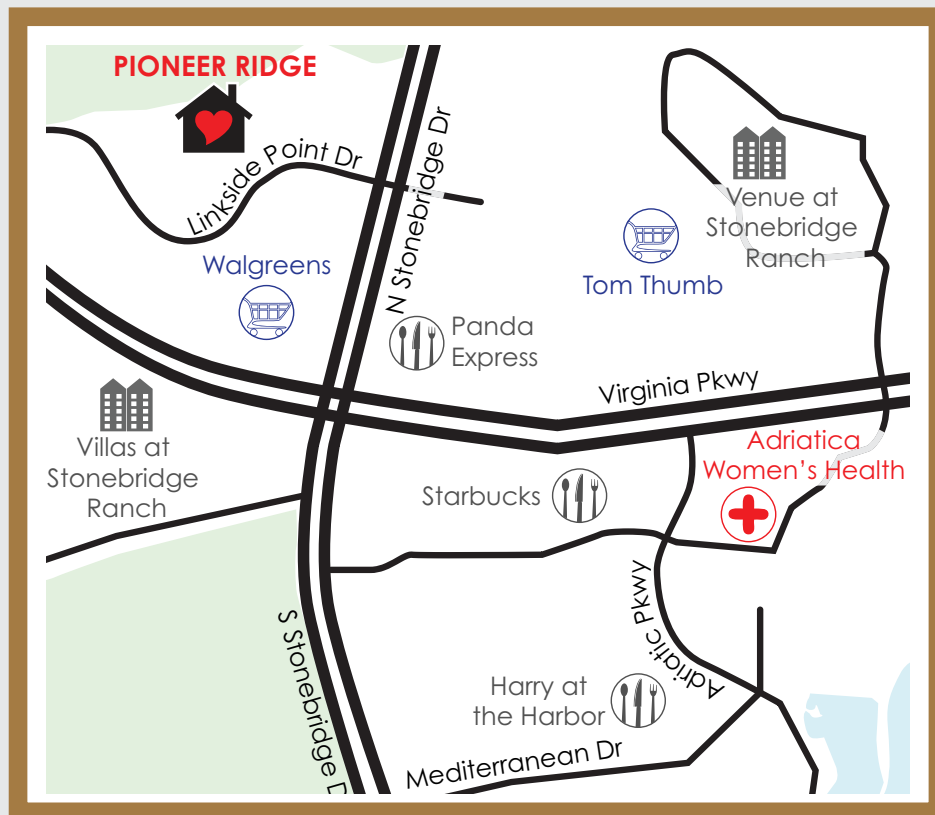 PIONEER RIDGE
Linkside Point Dr
N Stonebridge Dr
Venue at
Stonebridge
Ranch
Walgreens
Tom Thumb
Panda
Express
Virginia Pkwy
Villas at
Stonebridge
Ranch
Adriatica
Women’s Health
Starbucks
Adriatic Pkwy
S Stonebridge D
Harry at
the Harbor
Mediterranean Dr